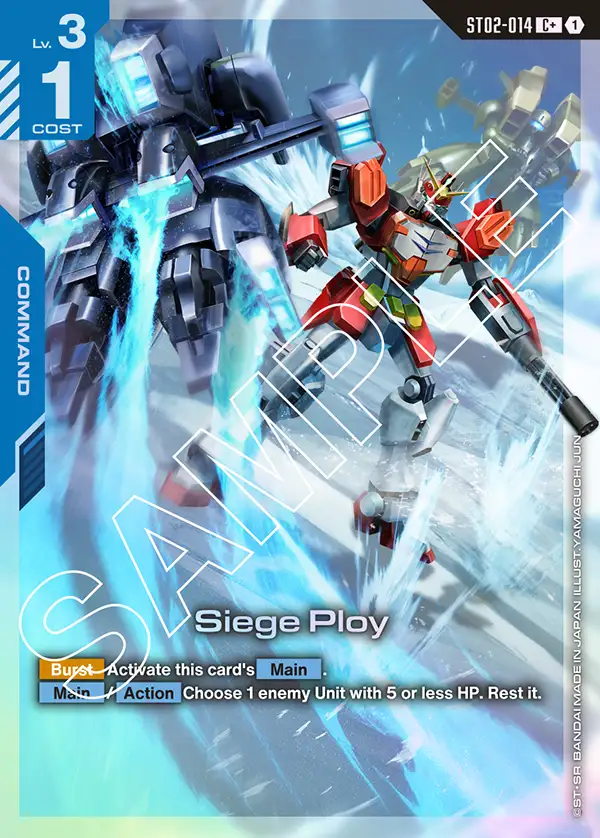 Lv. 3
1
COST
ST02-014 C+ 1
COMMAND
SAMPLE
Siege Ploy
Burst Activate this card's Main .
Main / Action Choose 1 enemy Unit with 5 or less HP. Rest it.
©ST·SR BANDAI MADE IN JAPAN ILLUST.YAMAGUCHI JUN